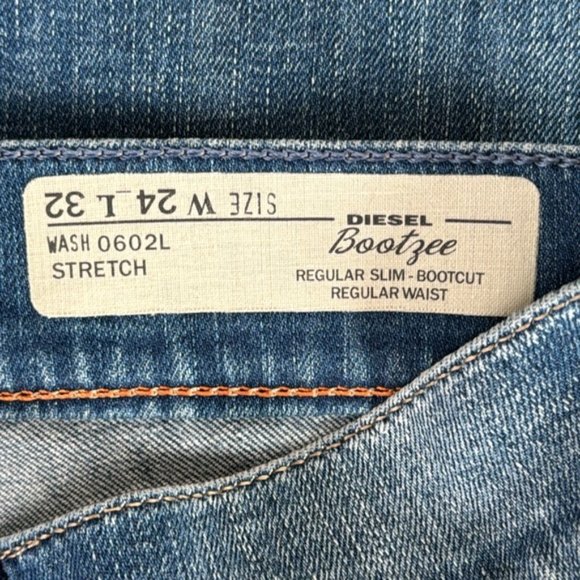 SIZE W 24 L 32
WASH 0602L
STRETCH
DIESEL
Bootzee
REGULAR SLIM - BOOTCUT
REGULAR WAIST